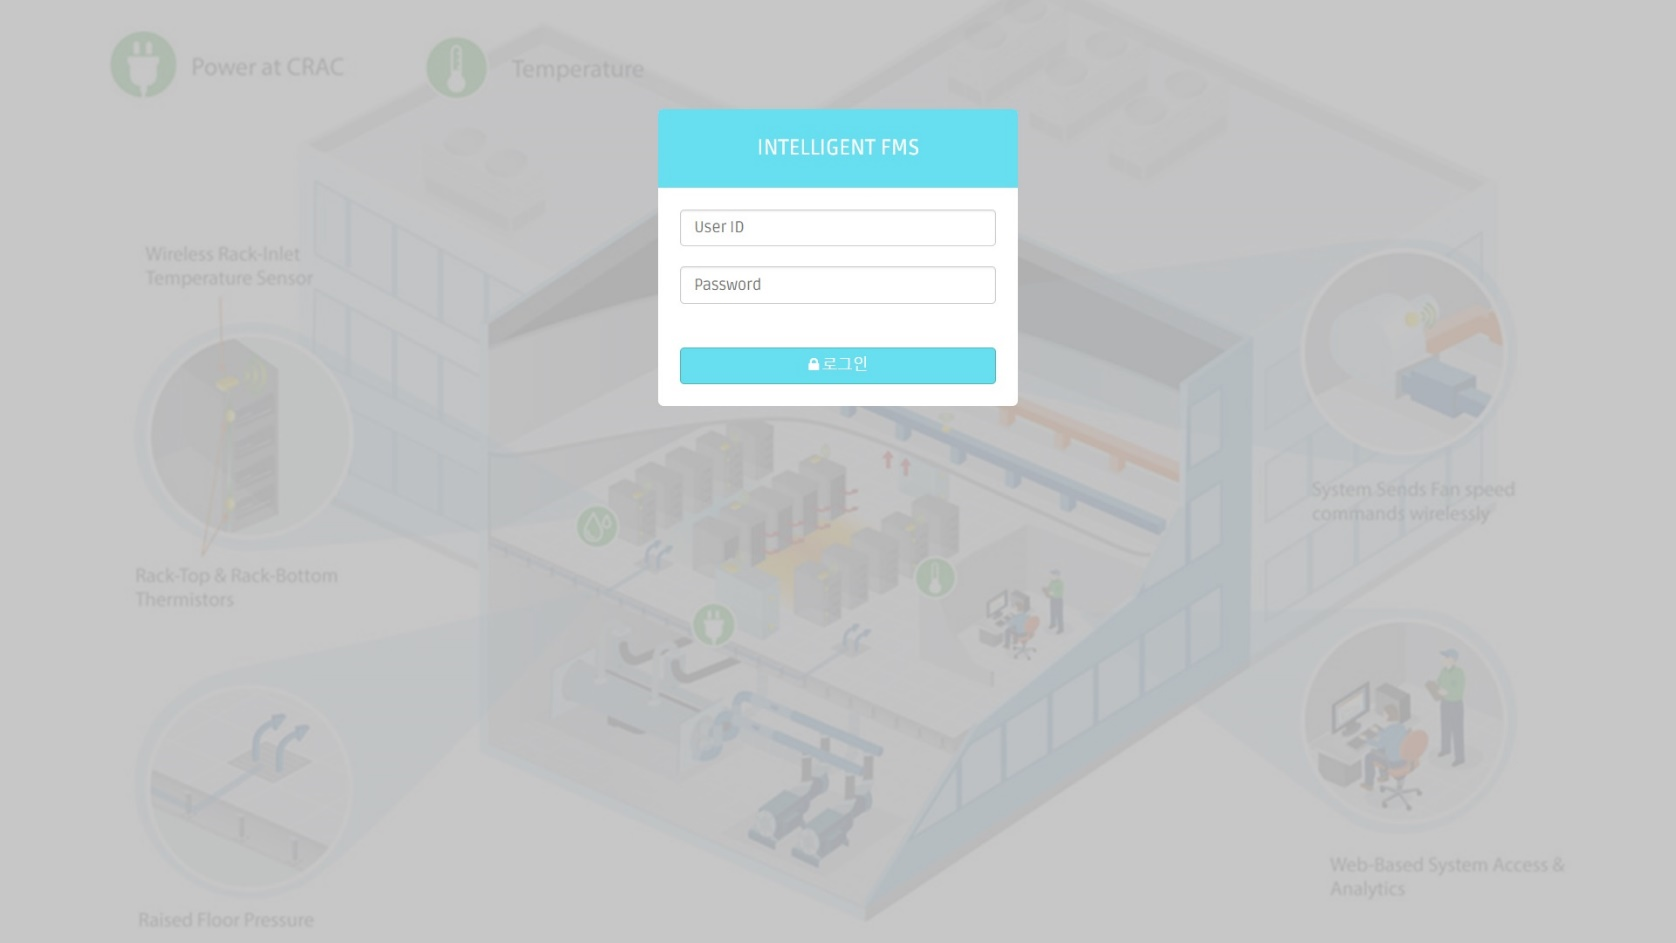 Power at CRAC
Temperature
INTELLIGENT FMS
User ID
Password
로그인
Wireless Rack-Inlet
Temperature Sensor
System Sends Fan speed
commands wirelessly
Rack-Top & Rack-Bottom
Thermistors
Web-Based System Access &
Analytics
Raised Floor Pressure